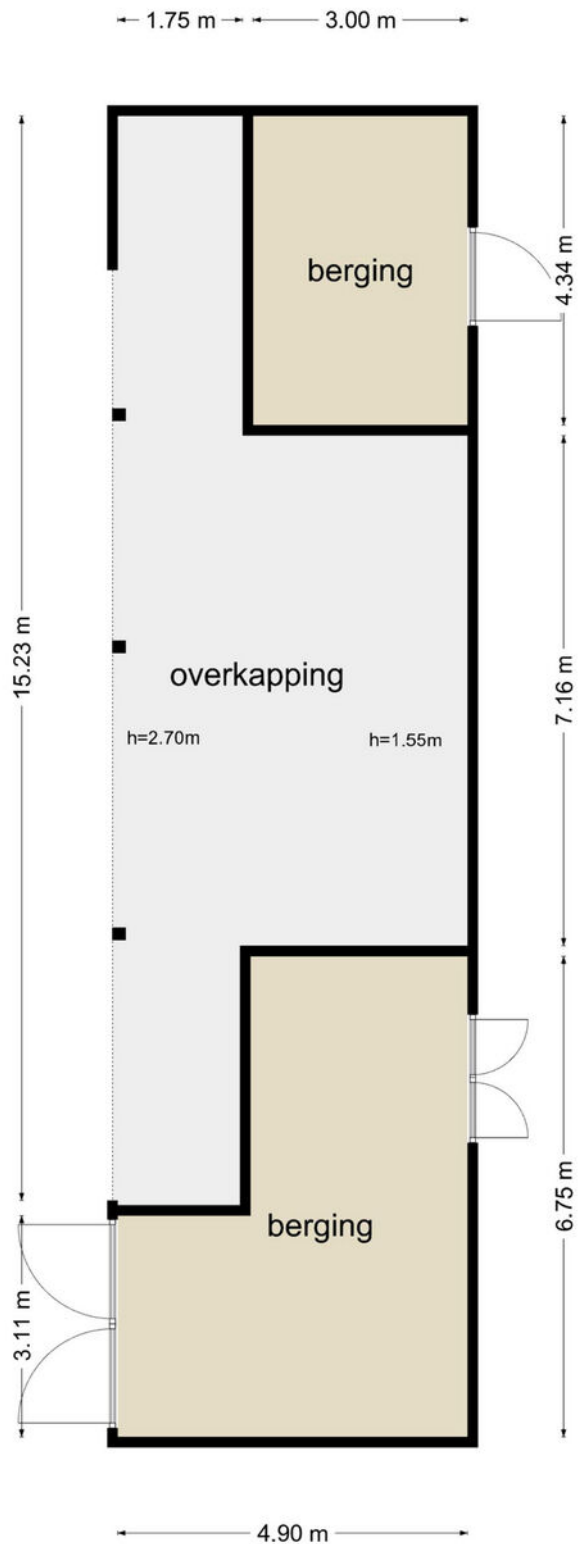 1.75 m
3.00 m
berging
4.34 m
15.23 m
overkapping
7.16 m
h=2.70m
h=1.55m
6.75 m
berging
3.11 m
4.90 m